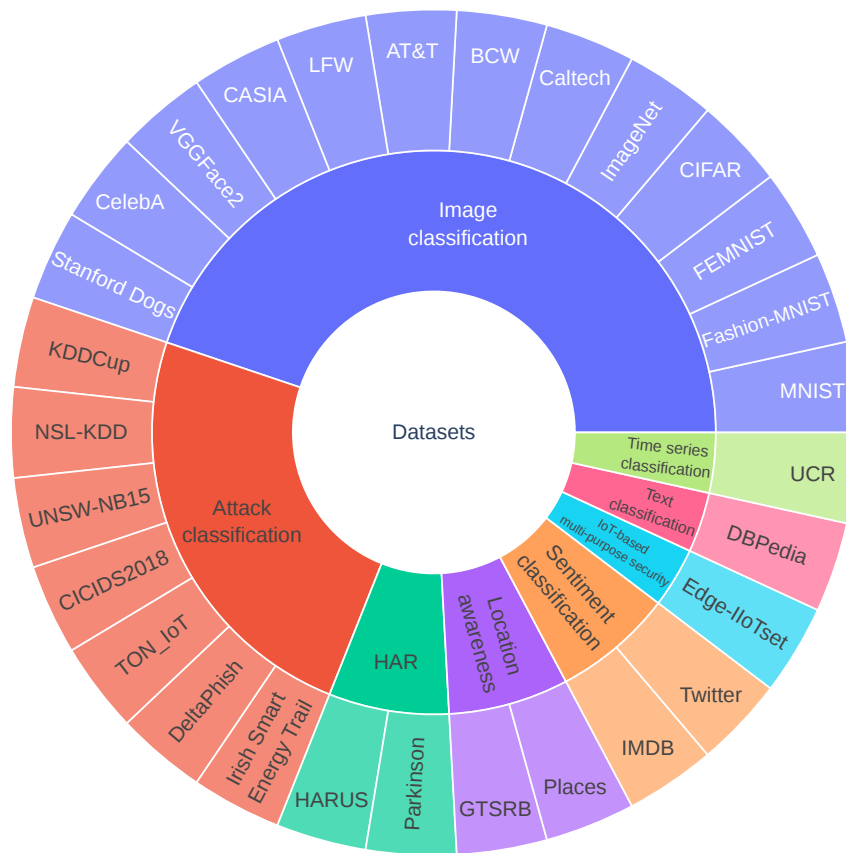 Datasets
Image
classification
Attack
classification
HAR
Location
awareness
Sentiment
classification
IoT-based
multi-purpose security
Text
classification
Time series
classification
MNIST
Fashion-MNIST
FEMNIST
CIFAR
ImageNet
Caltech
BCW
AT&T
LFW
CASIA
VGGFace2
CelebA
Stanford Dogs
KDDCup
NSL-KDD
UNSW-NB15
CICIDS2018
TON_IoT
DeltaPhish
Irish Smart
Energy Trail
HARUS
Parkinson
GTSRB
Places
IMDB
Twitter
Edge-IIoTset
DBPedia
UCR